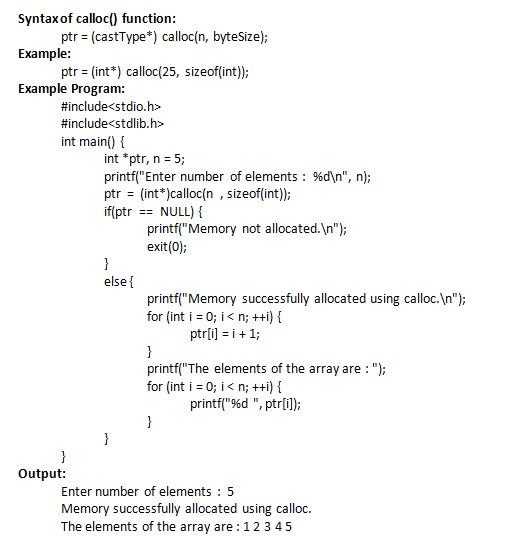 Syntax of calloc() function:
ptr = (castType*) calloc(n, byteSize);
Example:
ptr = (int*) calloc(25, sizeof(int));
Example Program:
#include<stdio.h>
#include<stdlib.h>
int main() {
int *ptr, n = 5;
printf("Enter number of elements : %d\n", n);
ptr = (int*)calloc(n , sizeof(int));
if(ptr == NULL) {
printf("Memory not allocated.\n");
exit(0);
}
else {
printf("Memory successfully allocated using calloc.\n");
for (int i = 0; i < n; ++i) {
ptr[i] = i + 1;
}
printf("The elements of the array are : ");
for (int i = 0; i < n; ++i) {
printf("%d ", ptr[i]);
}
}
}
Output:
Enter number of elements : 5
Memory successfully allocated using calloc.
The elements of the array are : 1 2 3 4 5